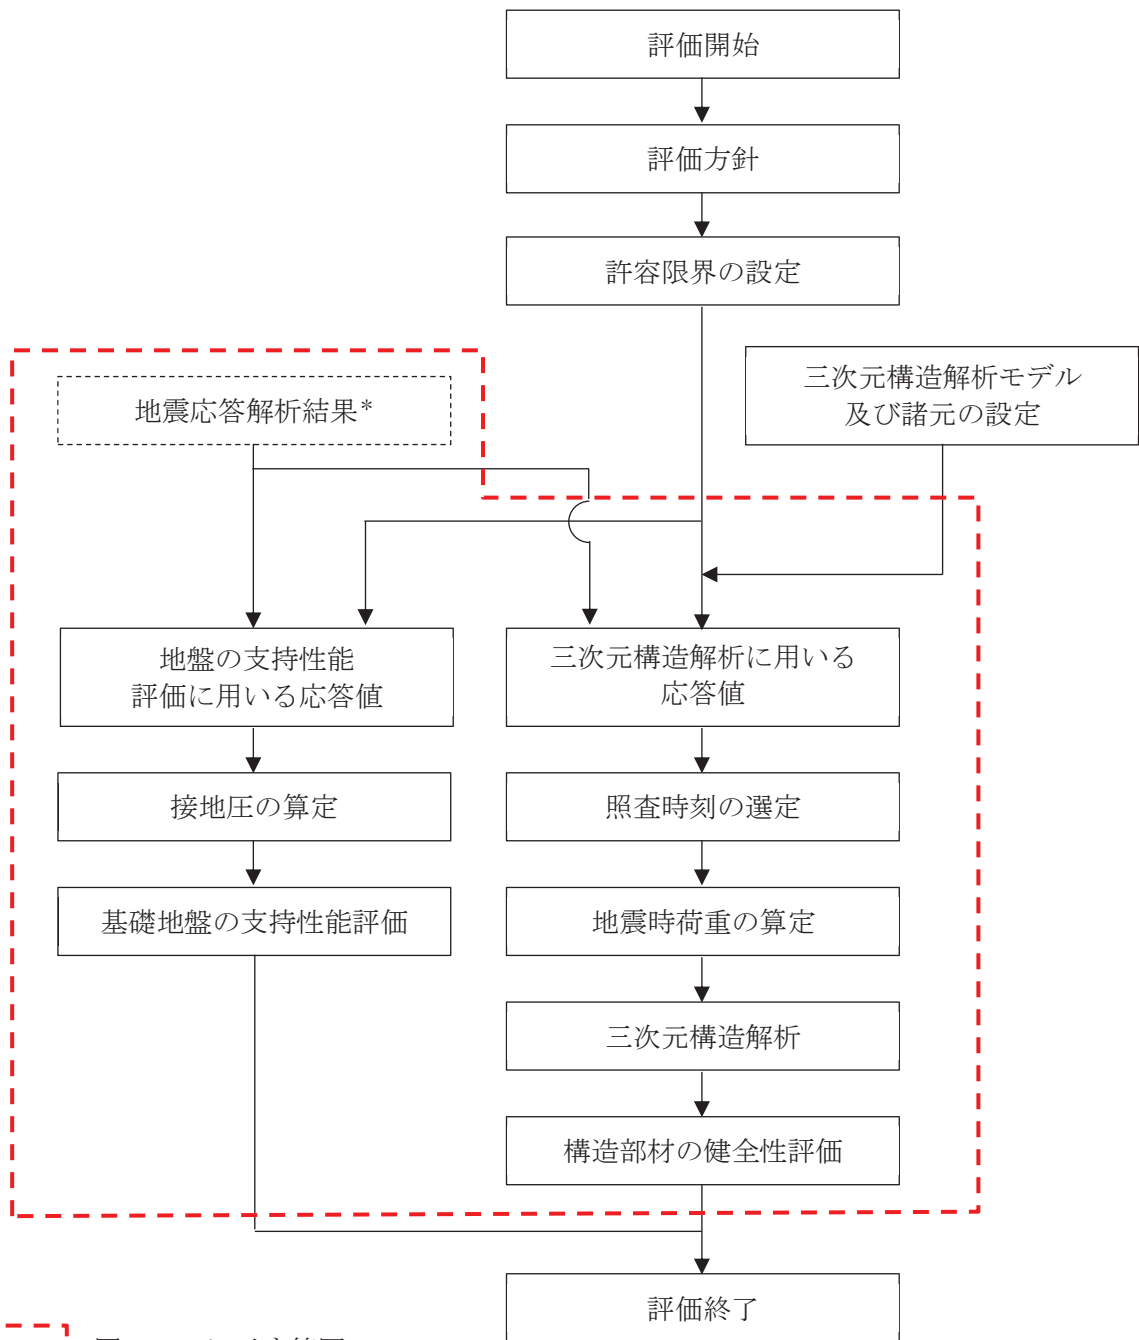 評価開始
評価方針
許容限界の設定
地震応答解析結果*
三次元構造解析モデル
及び諸元の設定
地盤の支持性能
評価に用いる応答値
三次元構造解析に用いる
応答値
接地圧の算定
照査時刻の選定
基礎地盤の支持性能評価
地震時荷重の算定
三次元構造解析
構造部材の健全性評価
評価終了